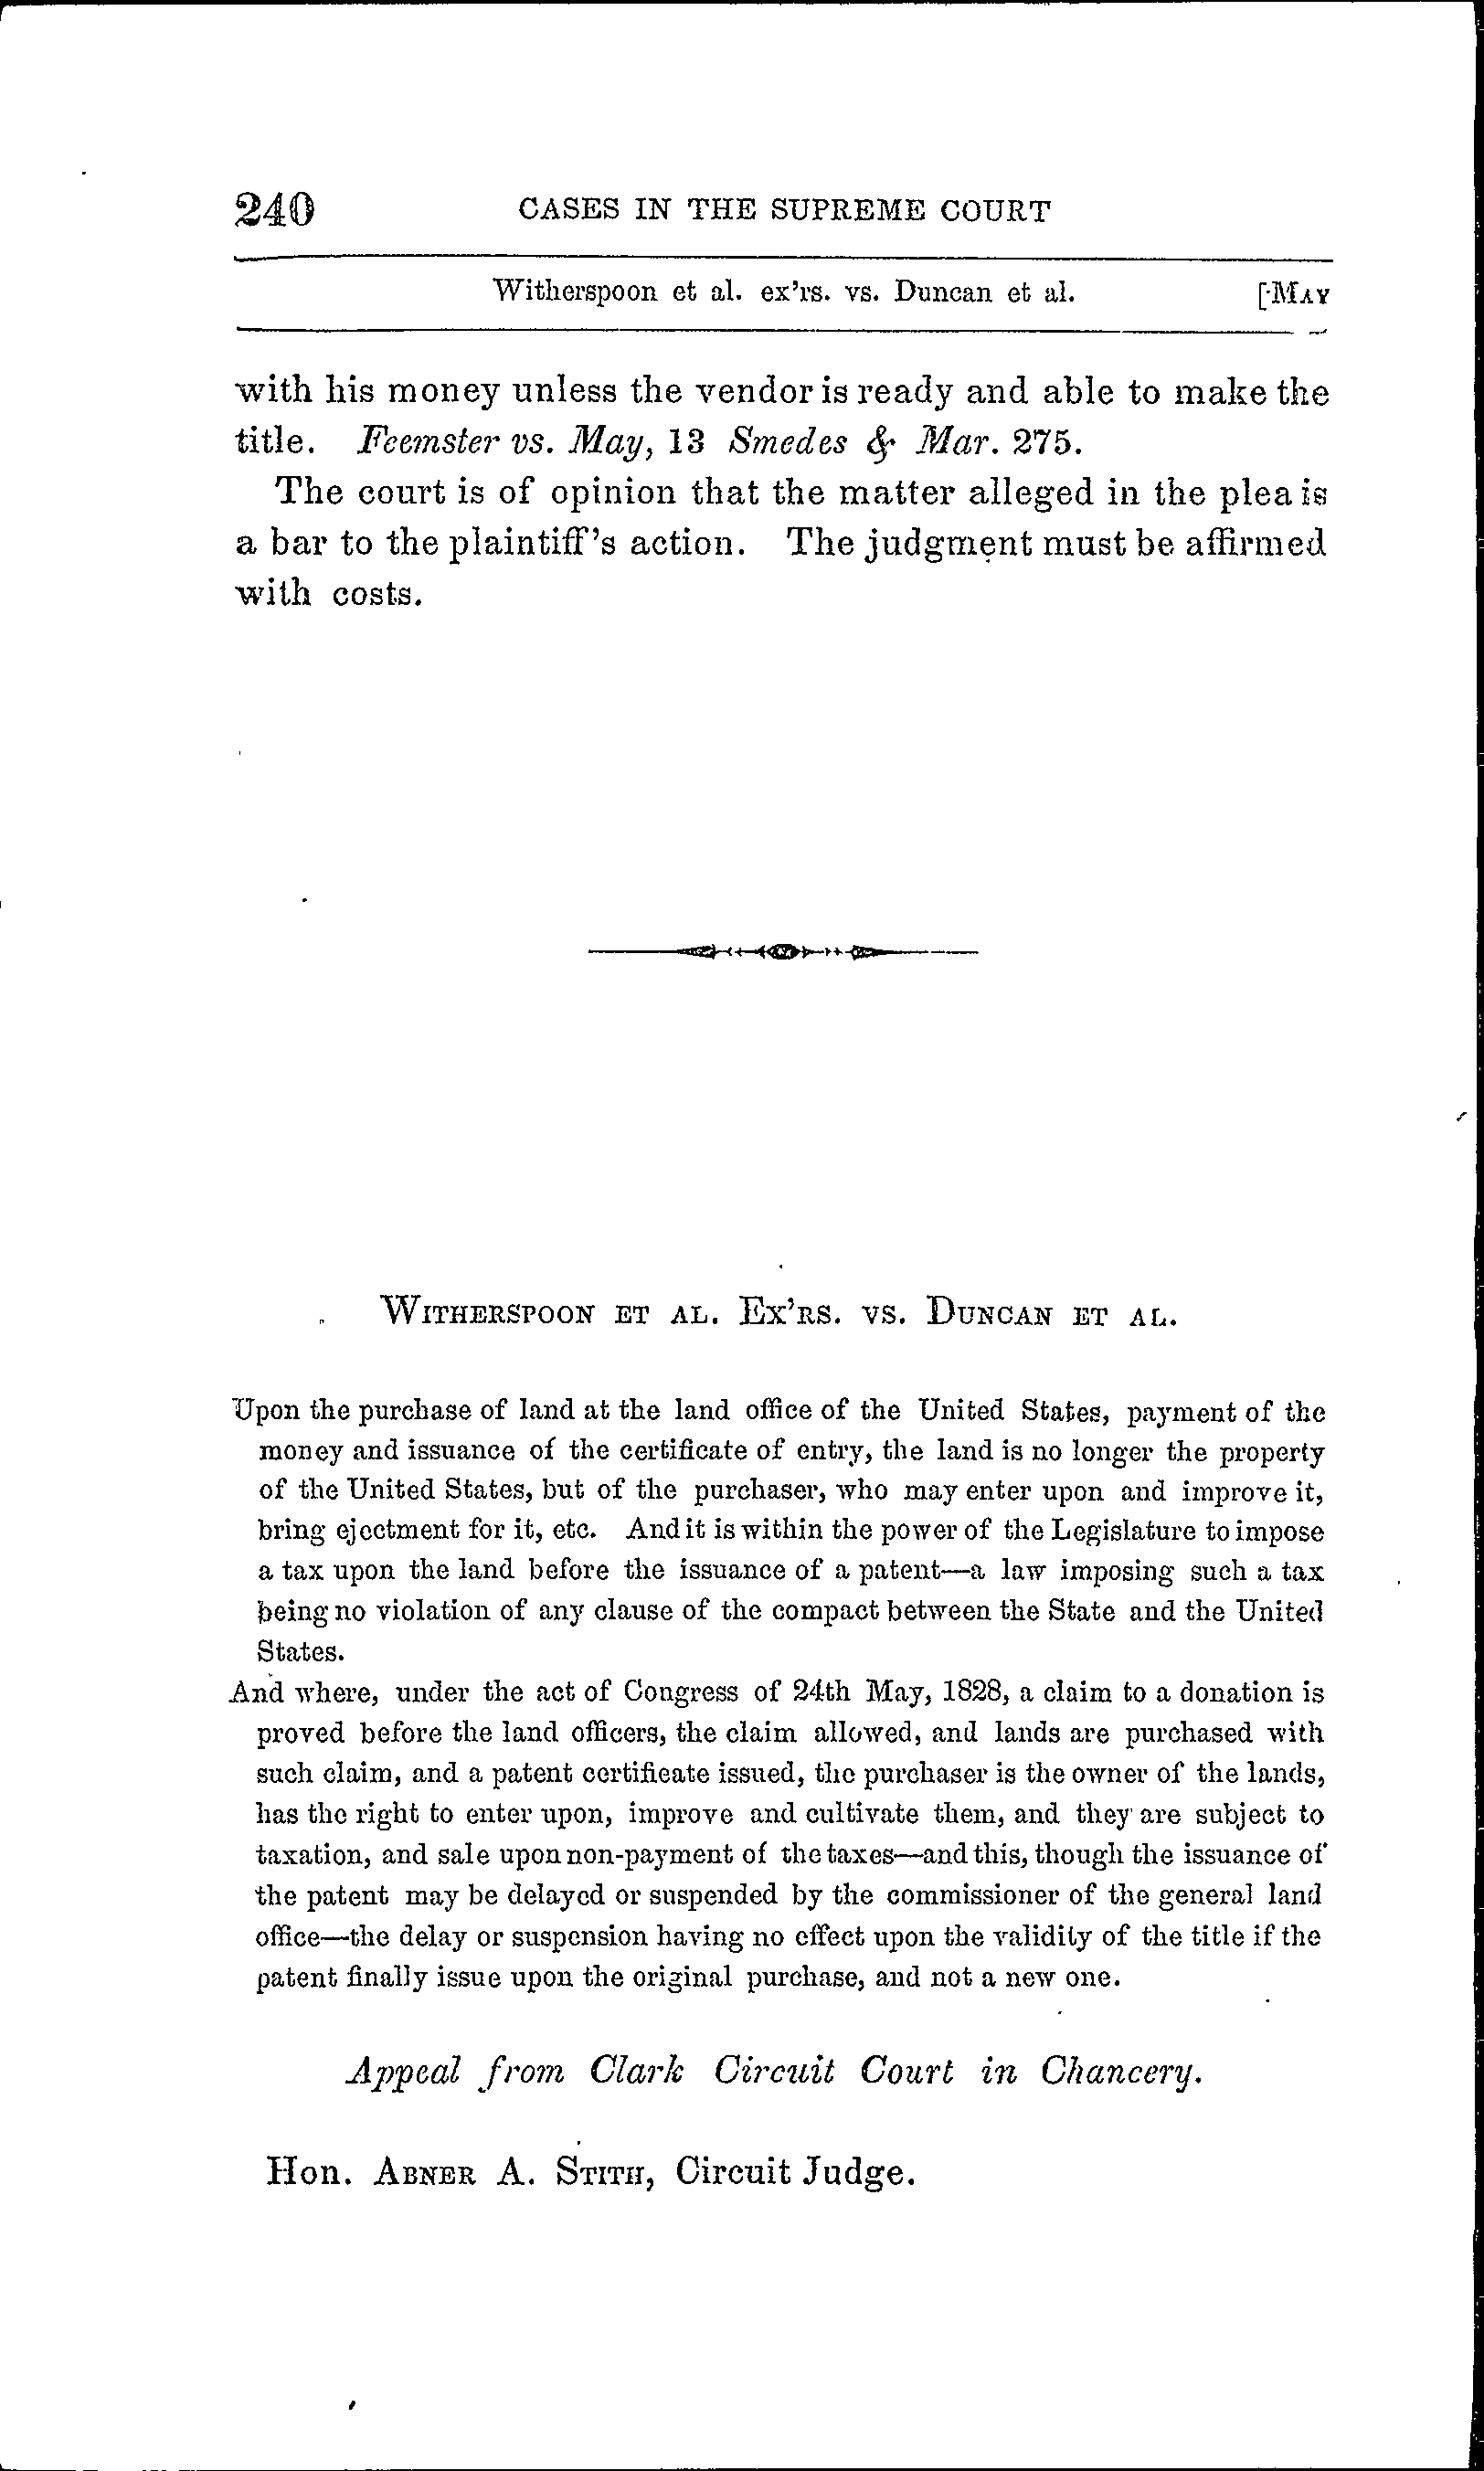 240 CASES IN THE SUPREME COURT
Witherspoon et al. ex'rs. vs. Duncan et al. [MAY
with his money unless the vendor is ready and able to make the
title. Feemster vs. May, 13 Smedes & Mar. 275.
The court is of opinion that the matter alleged in the plea is
a bar to the plaintiff's action. The judgment must be affirmed
with costs.
WITHERSPOON ET AL. EX'RS. VS. DUNCAN ET AL.
Upon the purchase of land at the land office of the United States, payment of the
money and issuance of the certificate of entry, the land is no longer the property
of the United States, but of the purchaser, who may enter upon and improve it,
bring ejectment for it, etc. And it is within the power of the Legislature to impose
a tax upon the land before the issuance of a patent—a law imposing such a tax
being no violation of any clause of the compact between the State and the United
States.
And where, under the act of Congress of 24th May, 1828, a claim to a donation is
proved before the land officers, the claim allowed, and lands are purchased with
such claim, and a patent certificate issued, the purchaser is the owner of the lands,
has the right to enter upon, improve and cultivate them, and they are subject to
taxation, and sale upon non-payment of the taxes—and this, though the issuance of
the patent may be delayed or suspended by the commissioner of the general land
office—the delay or suspension having no effect upon the validity of the title if the
patent finally issue upon the original purchase, and not a new one.
Appeal from Clark Circuit Court in Chancery.
Hon. ABNER A. STITH, Circuit Judge.